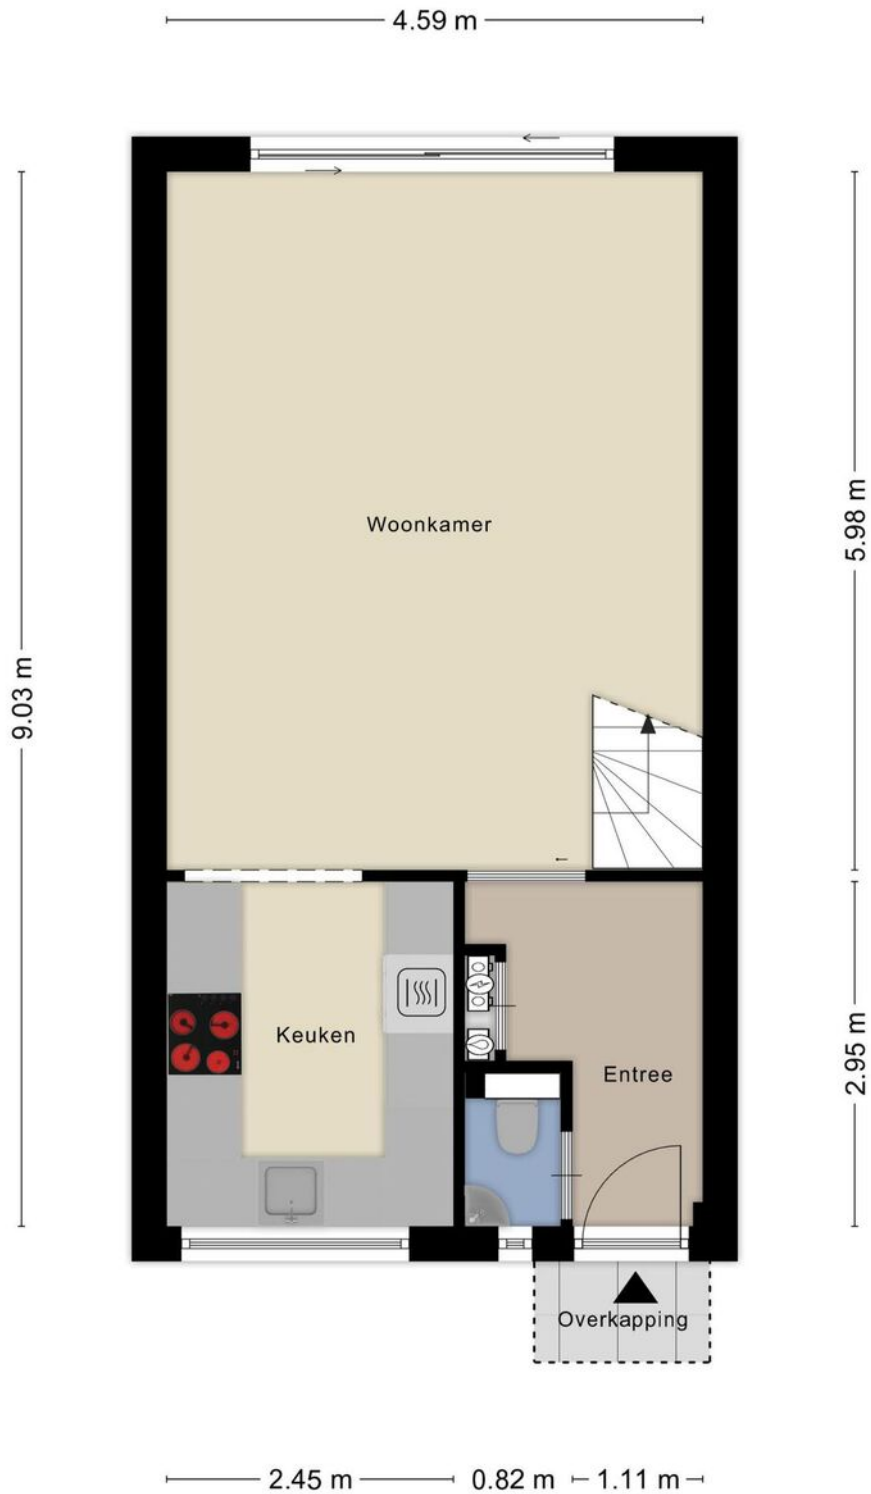 4.59 m
Woonkamer
5.98 m
9.03 m
Keuken
Entree
2.95 m
Overkapping
2.45 m
0.82 m
1.11 m